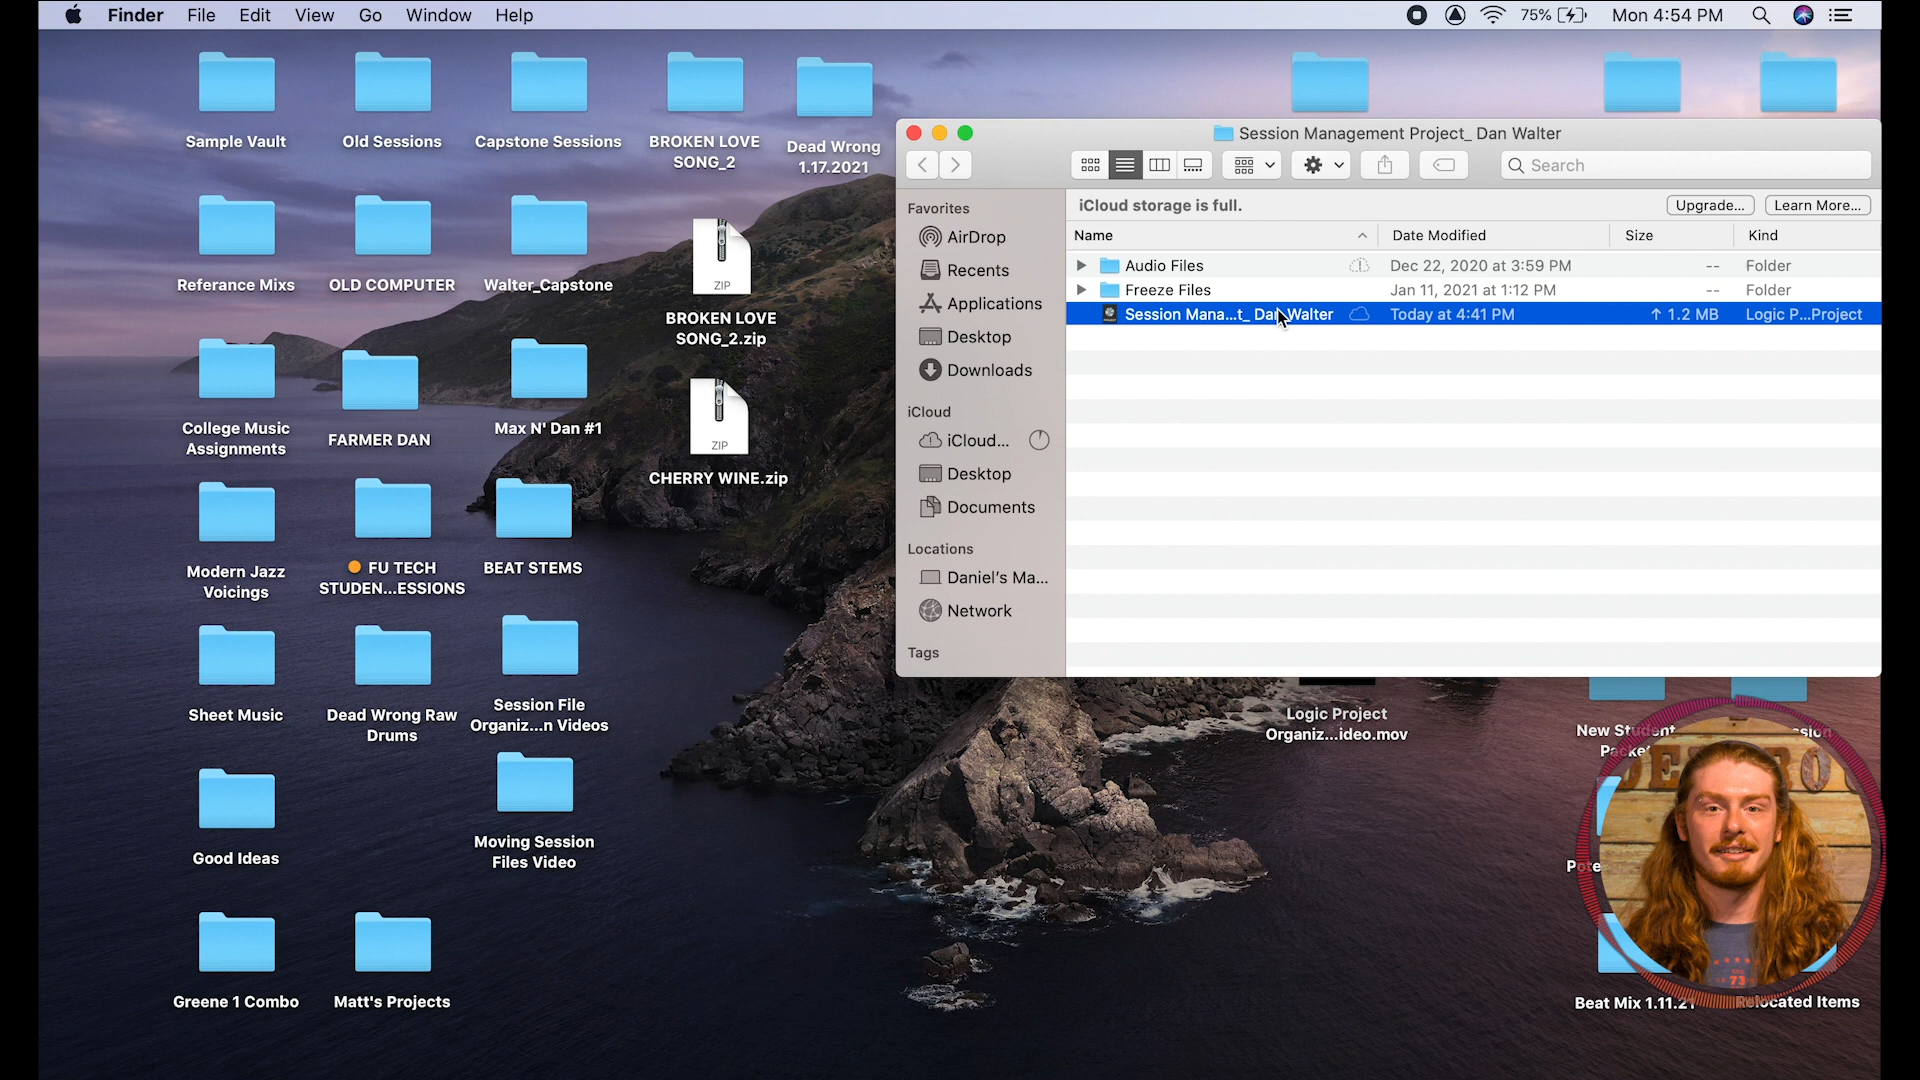 Finder File Edit View Go Window Help
75% Mon 4:54 PM
Sample Vault
Old Sessions
Capstone Sessions
BROKEN LOVE
SONG_2
Dead Wrong
1.17.2021
Referance Mixs
OLD COMPUTER
Walter_Capstone
ZIP
BROKEN LOVE
SONG_2.zip
College Music
Assignments
FARMER DAN
Max N' Dan #1
ZIP
CHERRY WINE.zip
Modern Jazz
Voicings
FU TECH
STUDEN...ESSIONS
BEAT STEMS
Sheet Music
Dead Wrong Raw
Drums
Session File
Organiz...n Videos
Good Ideas
Moving Session
Files Video
Greene 1 Combo
Matt's Projects
Session Management Project_ Dan Walter
Search
Favorites
AirDrop
Recents
Applications
Desktop
Downloads
iCloud
iCloud...
Desktop
Documents
Locations
Daniel's Ma...
Network
Tags
iCloud storage is full.
Upgrade...
Learn More...
Name Date Modified Size Kind
Audio Files Dec 22, 2020 at 3:59 PM -- Folder
Freeze Files Jan 11, 2021 at 1:12 PM -- Folder
Session Mana...t_ Dan Walter Today at 4:41 PM ↑ 1.2 MB Logic P...Project
Logic Project
Organiz...ideo.mov
New Student
73
Beat Mix 1.11.21
Relocated Items